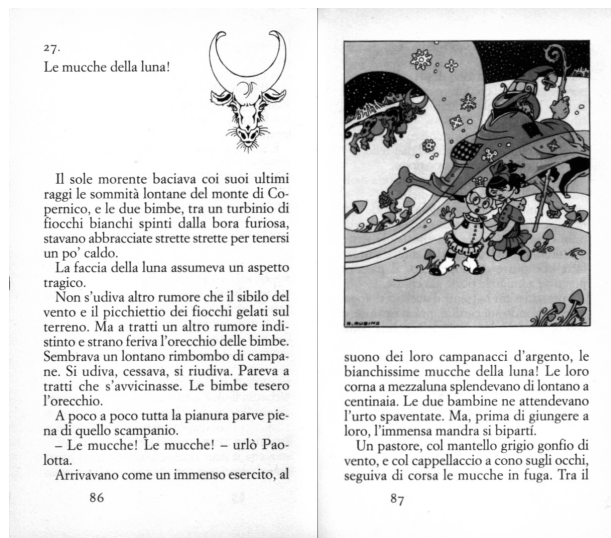 27.
Le mucche della luna!
Il sole morente baciava coi suoi ultimi
raggi le sommità lontane del monte di Co-
pernico, e le due bimbe, tra un turbinio di
fiocchi bianchi spinti dalla bora furiosa,
stavano abbracciate strette strette per tenersi
un po' caldo.
La faccia della luna assumeva un aspetto
tragico.
Non s'udiva altro rumore che il sibilo del
vento e il picchiettio dei fiocchi gelati sul
terreno. Ma a tratti un altro rumore indi-
stinto e strano feriva l'orecchio delle bimbe.
Sembrava un lontano rimbombo di campa-
ne. Si udiva, cessava, si riudiva. Pareva a
tratti che s'avvicinasse. Le bimbe tesero
l'orecchio.
A poco a poco tutta la pianura parve pie-
na di quello scampanio.
– Le mucche! Le mucche! – urlò Pao-
lotta.
Arrivavano come un immenso esercito, al
86
A. RUBINO
suono dei loro campanacci d'argento, le
bianchissime mucche della luna! Le loro
corna a mezzaluna splendevano di lontano a
centinaia. Le due bambine ne attendevano
l'urto spaventate. Ma, prima di giungere a
loro, l'immensa mandra si bipartí.
Un pastore, col mantello grigio gonfio di
vento, e col cappellaccio a cono sugli occhi,
seguiva di corsa le mucche in fuga. Tra il
87